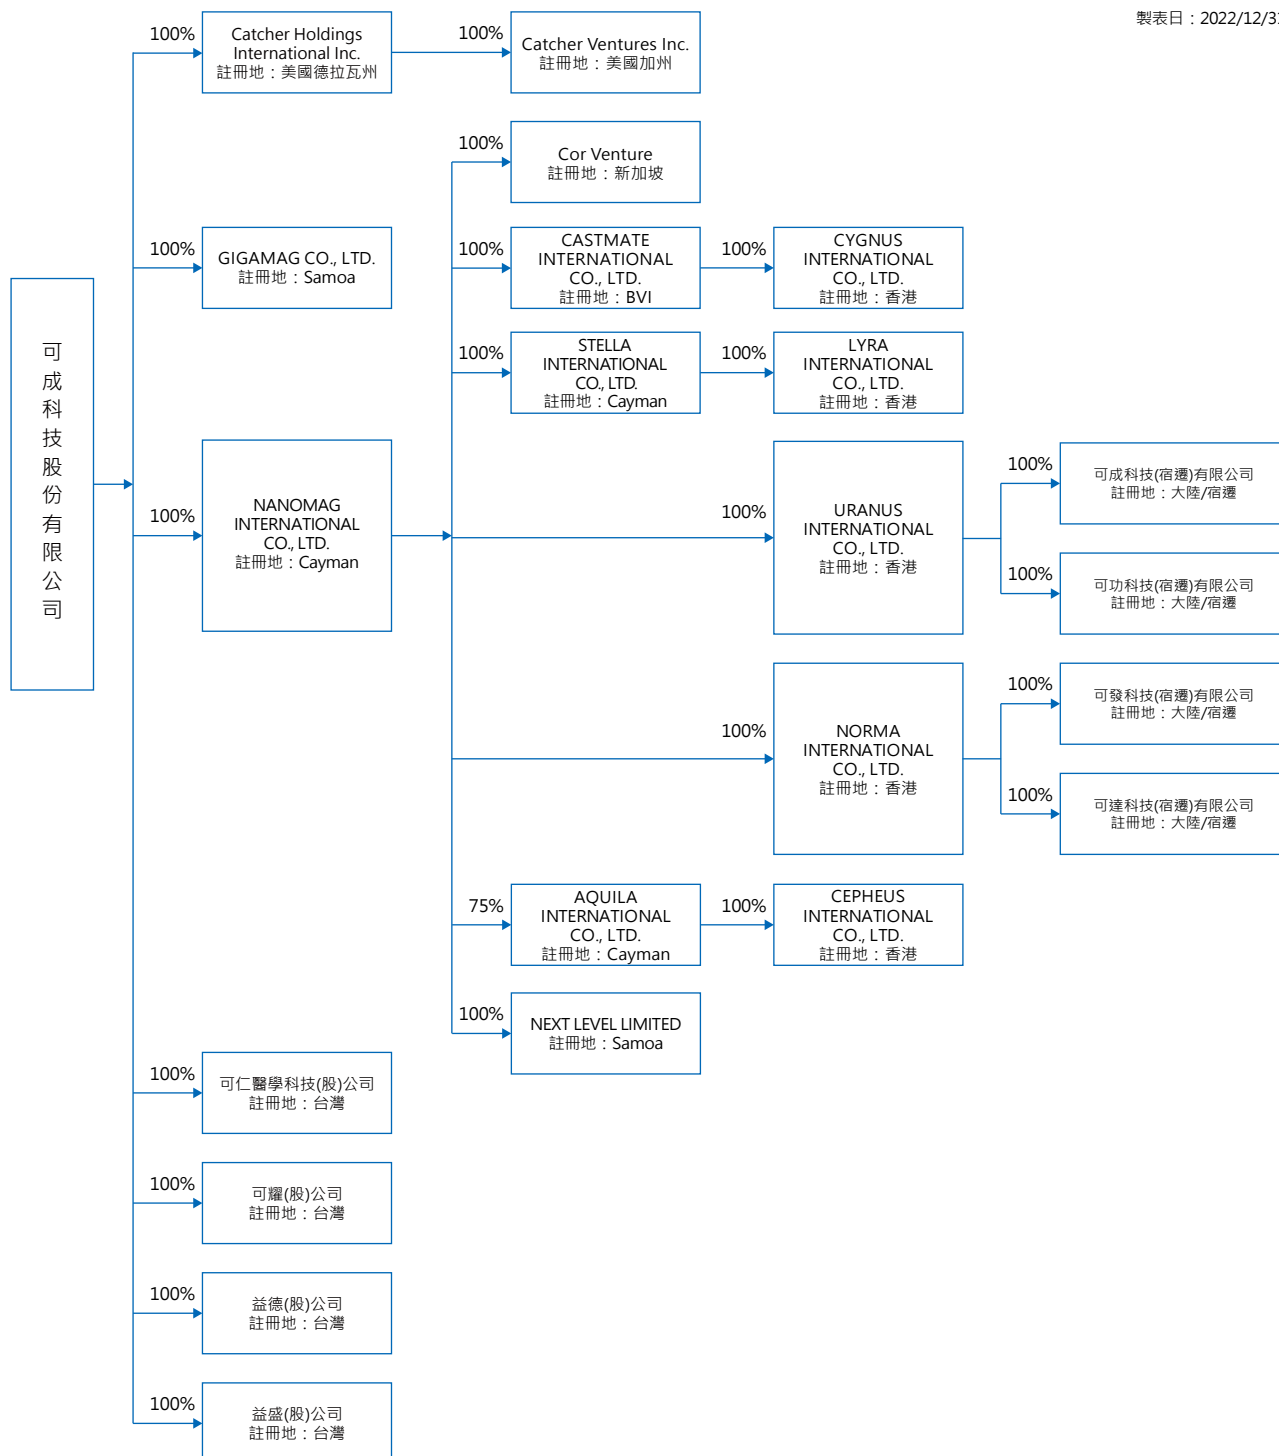 製表日：2022/12/31
可成科技股份有限公司
100%
Catcher Holdings
International Inc.
註冊地：美國德拉瓦州
100%
Catcher Ventures Inc.
註冊地：美國加州
100%
Cor Venture
註冊地：新加坡
100%
GIGAMAG CO., LTD.
註冊地：Samoa
100%
CASTMATE
INTERNATIONAL
CO., LTD.
註冊地：BVI
100%
CYGNUS
INTERNATIONAL
CO., LTD.
註冊地：香港
100%
STELLA
INTERNATIONAL
CO., LTD.
註冊地：Cayman
100%
LYRA
INTERNATIONAL
CO., LTD.
註冊地：香港
100%
NANOMAG
INTERNATIONAL
CO., LTD.
註冊地：Cayman
100%
URANUS
INTERNATIONAL
CO., LTD.
註冊地：香港
100%
可成科技(宿遷)有限公司
註冊地：大陸/宿遷
100%
可功科技(宿遷)有限公司
註冊地：大陸/宿遷
100%
NORMA
INTERNATIONAL
CO., LTD.
註冊地：香港
100%
可發科技(宿遷)有限公司
註冊地：大陸/宿遷
100%
可達科技(宿遷)有限公司
註冊地：大陸/宿遷
75%
AQUILA
INTERNATIONAL
CO., LTD.
註冊地：Cayman
100%
CEPHEUS
INTERNATIONAL
CO., LTD.
註冊地：香港
100%
NEXT LEVEL LIMITED
註冊地：Samoa
100%
可仁醫學科技(股)公司
註冊地：台灣
100%
可耀(股)公司
註冊地：台灣
100%
益德(股)公司
註冊地：台灣
100%
益盛(股)公司
註冊地：台灣